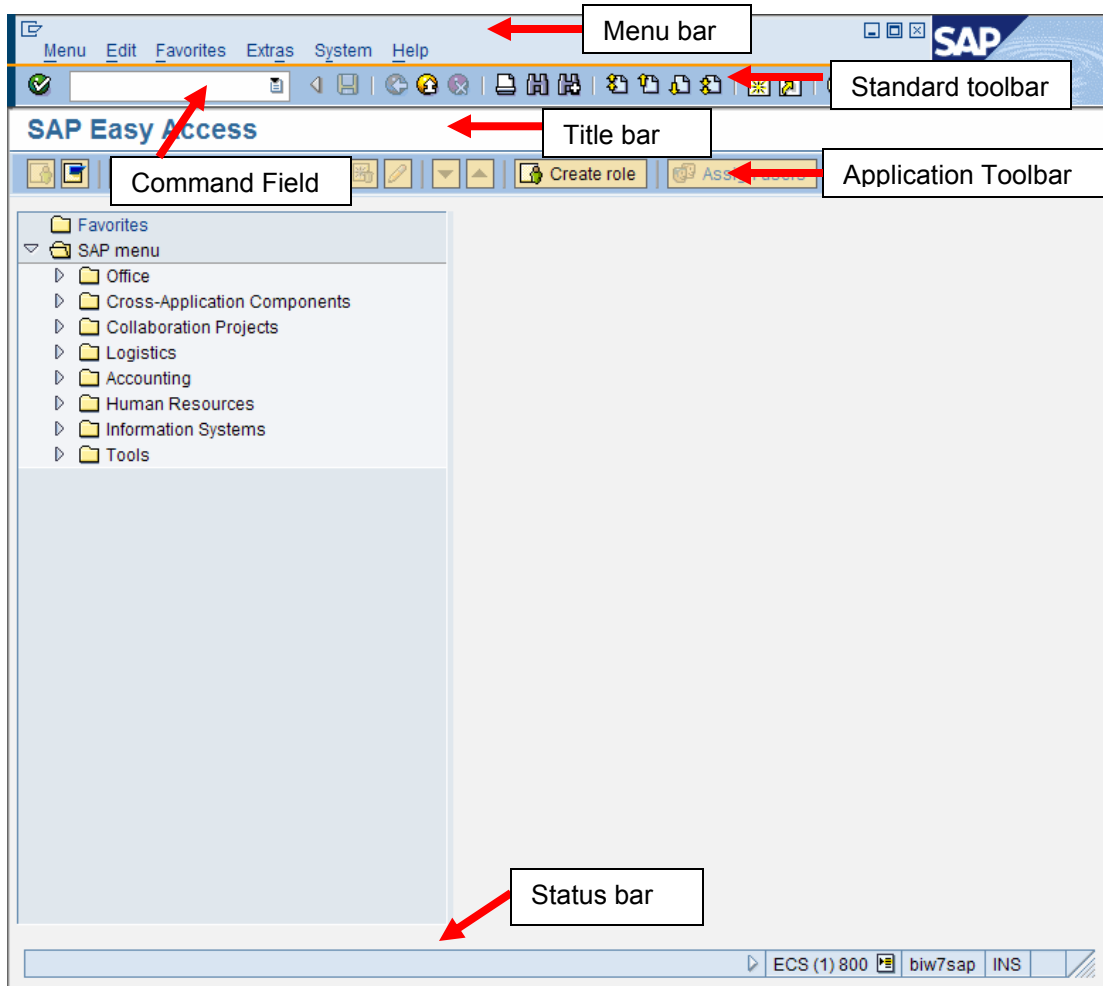 Menu bar
SAP
Menu Edit Favorites Extras System Help
Standard toolbar
SAP Easy Access
Title bar
Command Field
Create role
Application Toolbar
Favorites
SAP menu
Office
Cross-Application Components
Collaboration Projects
Logistics
Accounting
Human Resources
Information Systems
Tools
Status bar
ECS (1) 800 biw7sap INS